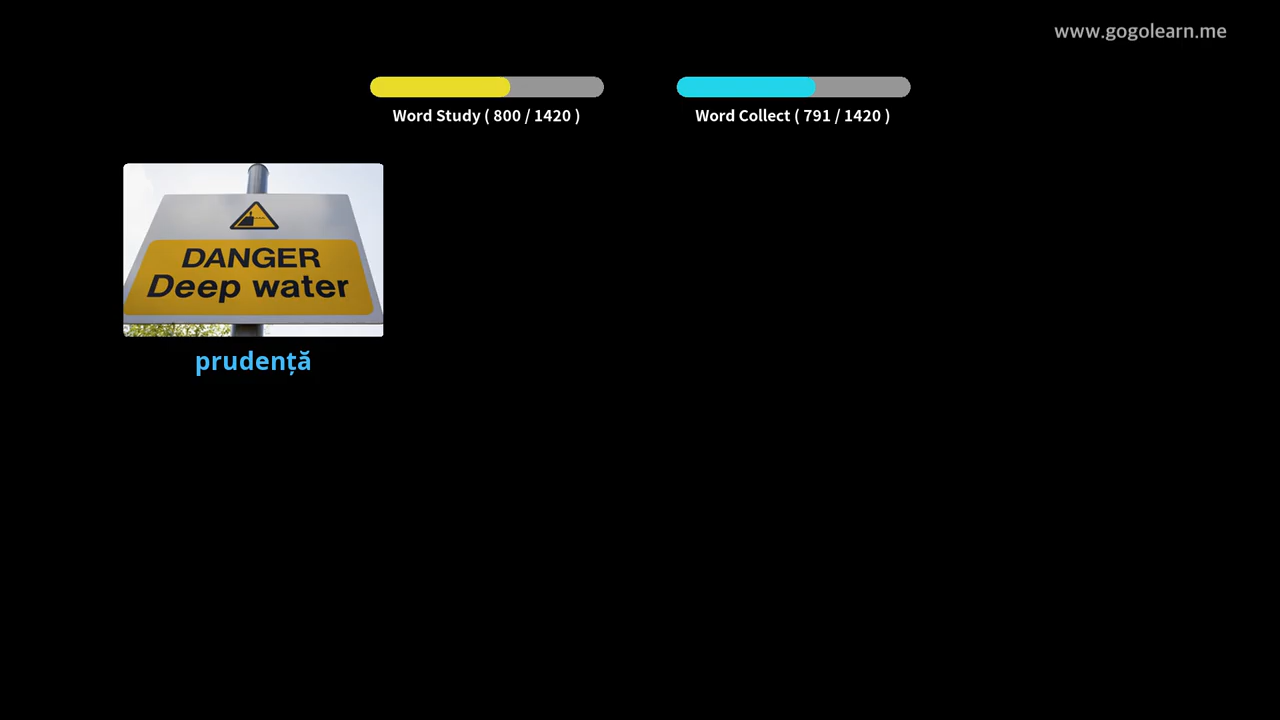 www.gogolearn.me
Word Study ( 800 / 1420 )
Word Collect ( 791 / 1420 )
DANGER
Deep water
prudență